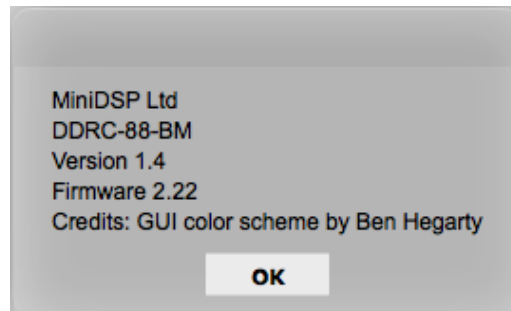 MiniDSP Ltd
DDRC-88-BM
Version 1.4
Firmware 2.22
Credits: GUI color scheme by Ben Hegarty
OK